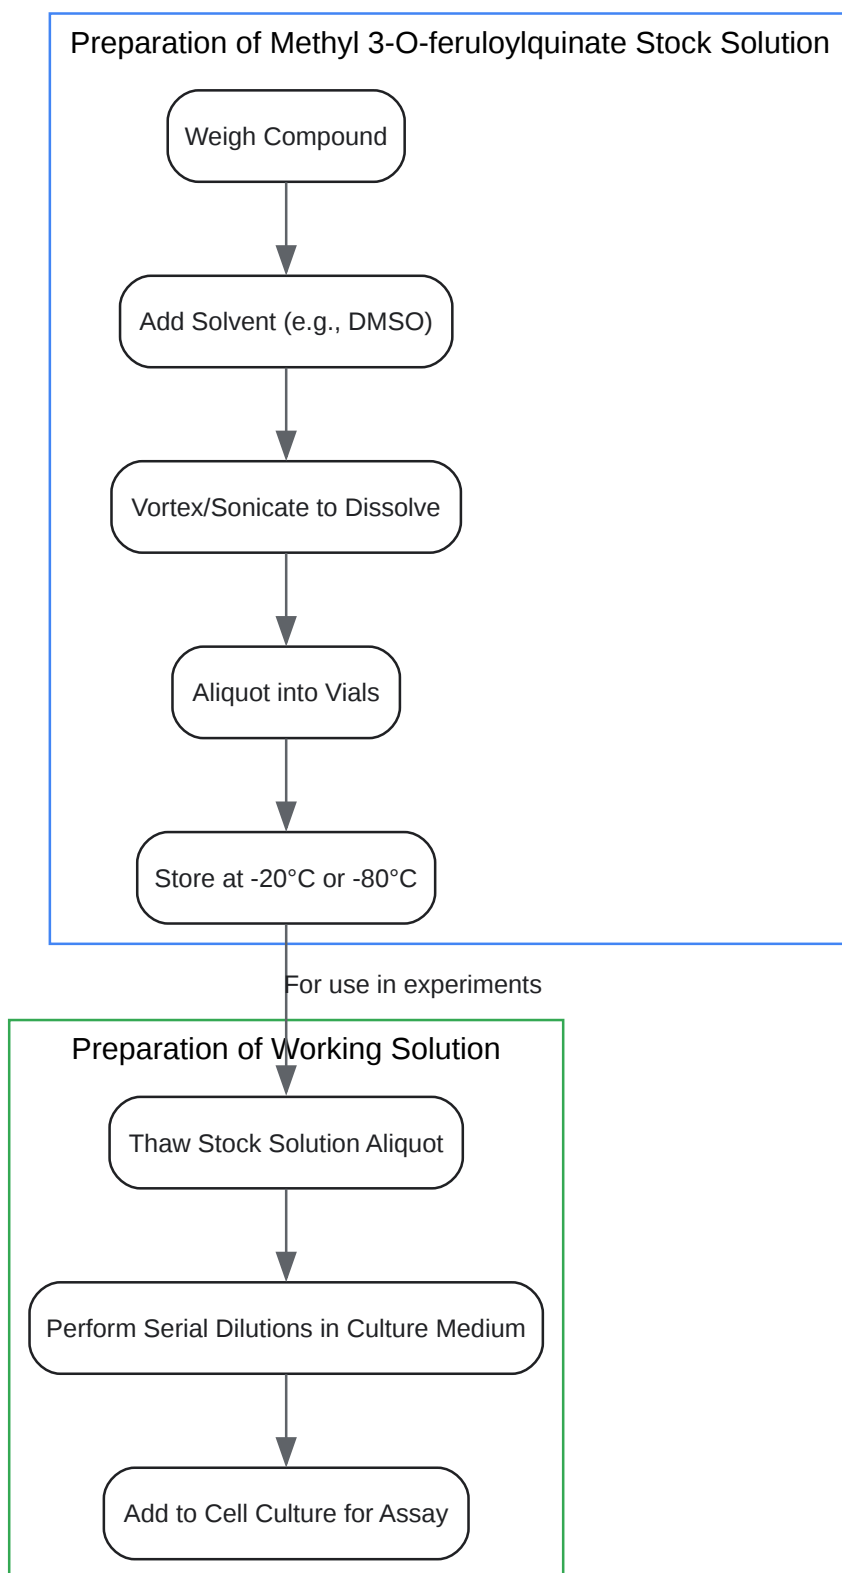 Preparation of Methyl 3-O-feruloylquinate Stock Solution
Weigh Compound
Add Solvent (e.g., DMSO)
Vortex/Sonicate to Dissolve
Aliquot into Vials
Store at -20°C or -80°C
For use in experiments
Preparation of Working Solution
Thaw Stock Solution Aliquot
Perform Serial Dilutions in Culture Medium
Add to Cell Culture for Assay